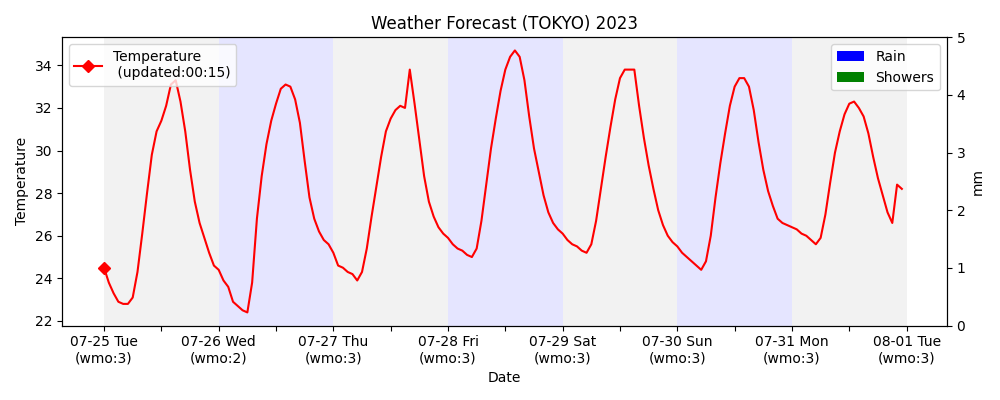 Weather Forecast (TOKYO) 2023
Temperature
(updated:00:15)
Rain
Showers
34
32
30
28
26
24
22
Temperature
5
4
3
2
1
0
mm
07-25 Tue
(wmo:3)
07-26 Wed
(wmo:2)
07-27 Thu
(wmo:3)
07-28 Fri
(wmo:3)
07-29 Sat
(wmo:3)
07-30 Sun
(wmo:3)
07-31 Mon
(wmo:3)
08-01 Tue
(wmo:3)
Date